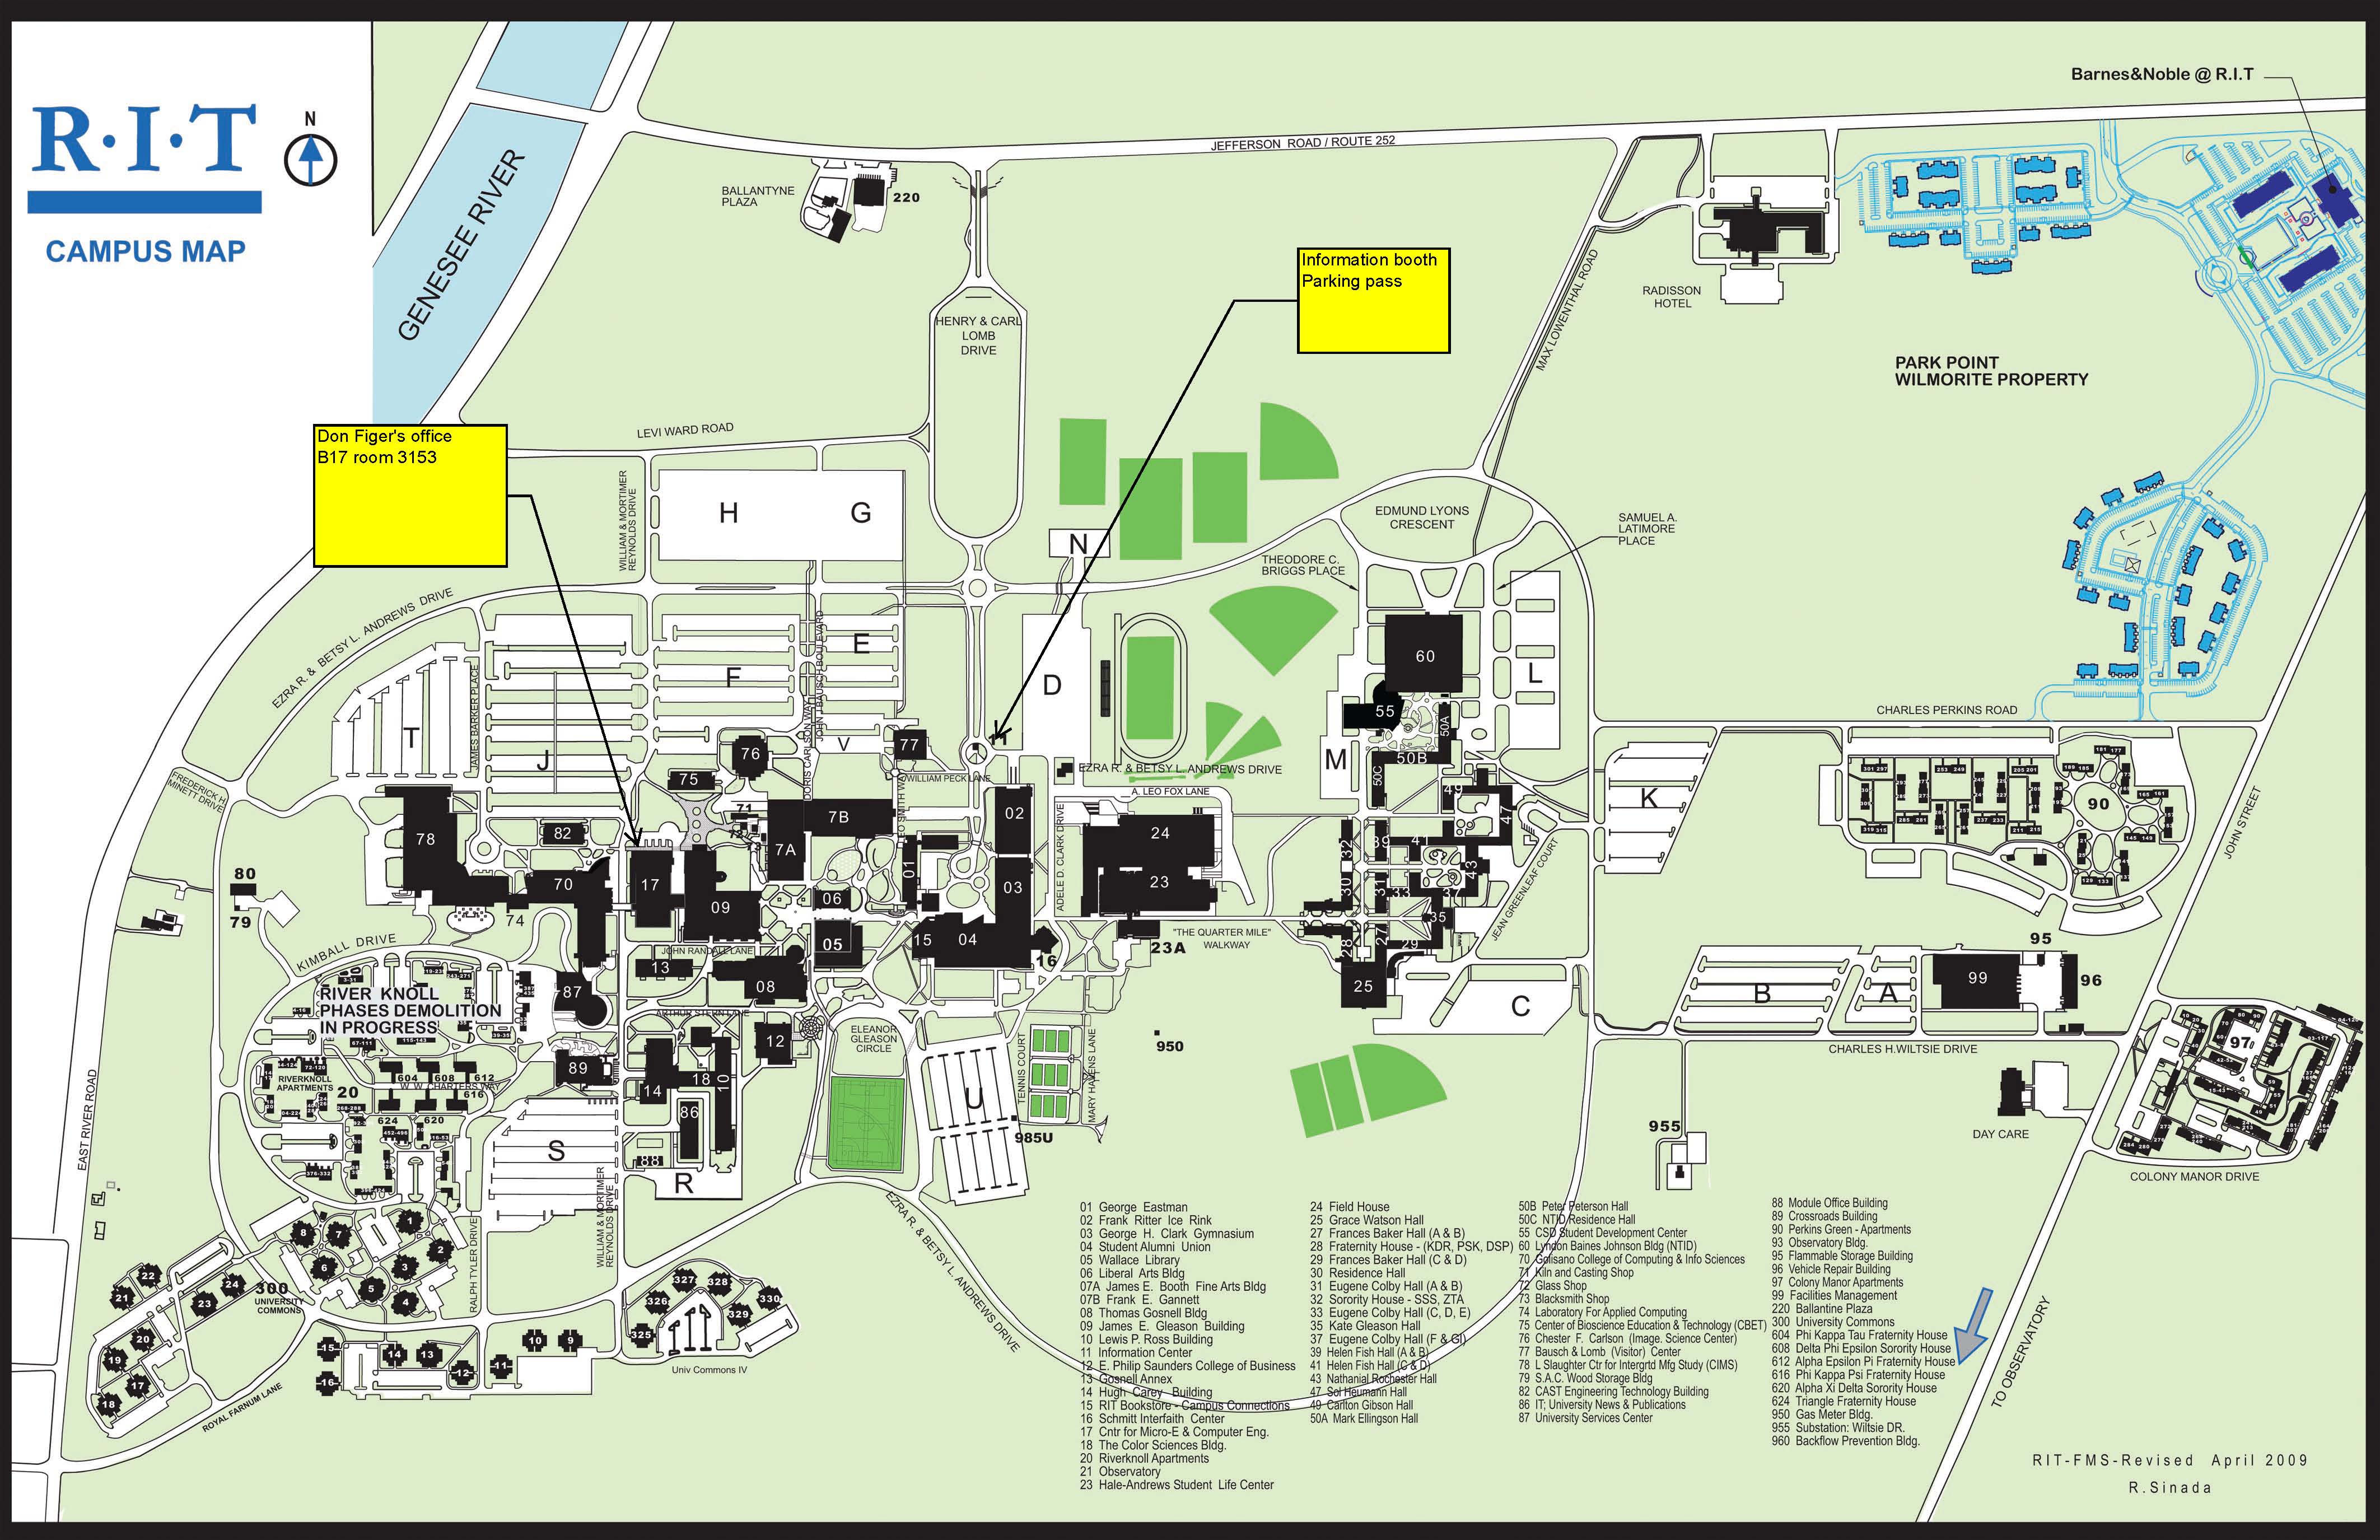 R·I·T
CAMPUS MAP
N
GENESEE RIVER
Barnes&Noble @ R.I.T
JEFFERSON ROAD / ROUTE 252
BALLANTYNE
PLAZA
220
HENRY & CARL
LOMB
DRIVE
Information booth
Parking pass
MAX LOWENTHAL ROAD
RADISSON
HOTEL
PARK POINT
WILMORITE PROPERTY
LEVI WARD ROAD
Don Figer's office
B17 room 3153
WILLIAM & MORTIMER
REYNOLDS DRIVE
H
G
N
EDMUND LYONS
CRESCENT
SAMUEL A.
LATIMORE
PLACE
THEODORE C.
BRIGGS PLACE
EZRA R. & BETSY L. ANDREWS DRIVE
JAMES BARKER PLACE
DORIS CARLSON WAY
JOHN J BAUSCH BOULEVARD
T
J
F
E
V
D
60
55
50A
50B
50C
L
M
CHARLES PERKINS ROAD
JOHN STREET
76
77
75
71
WILLIAM PECK LANE
EZRA R. & BETSY L. ANDREWS DRIVE
A. LEO FOX LANE
FREDERICK H.
MINETT DRIVE
78
82
70
74
17
09
7A
7B
06
05
01
02
03
04
15
16
ADELE D. CLARK DRIVE
24
23
23A
"THE QUARTER MILE"
WALKWAY
32
39
41
49
47
43
30
31
33
37
35
28
27
29
25
JEAN GREENLEAF COURT
K
90
80
79
KIMBALL DRIVE
RIVER KNOLL
PHASES DEMOLITION
IN PROGRESS
87
JOHN RANDALL LANE
13
08
ARTHUR STERN LANE
12
ELEANOR
GLEASON
CIRCLE
C
B
A
99
95
96
CHARLES H.WILTSIE DRIVE
950
97
RIVERKNOLL
APARTMENTS
20
604
608
612
W. W. CHARTERS WAY
616
624
620
89
14
18
10
86
88
R
S
U
TENNIS COURT
MARY HAVENS LANE
985U
955
DAY CARE
COLONY MANOR DRIVE
EAST RIVER ROAD
WILLIAM & MORTIMER
REYNOLDS DRIVE
RALPH TYLER DRIVE
EZRA R. & BETSY L. ANDREWS DRIVE
8
7
1
2
6
3
5
4
22
21
24
23
300
UNIVERSITY
COMMONS
20
19
17
18
15
16
14
13
12
11
10
9
327
328
326
329
330
325
Univ Commons IV
ROYAL FARNUM LANE
TO OBSERVATORY
01 George Eastman
02 Frank Ritter Ice Rink
03 George H. Clark Gymnasium
04 Student Alumni Union
05 Wallace Library
06 Liberal Arts Bldg
07A James E. Booth Fine Arts Bldg
07B Frank E. Gannett
08 Thomas Gosnell Bldg
09 James E. Gleason Building
10 Lewis P. Ross Building
11 Information Center
12 E. Philip Saunders College of Business
13 Gosnell Annex
14 Hugh Carey Building
15 RIT Bookstore - Campus Connections
16 Schmitt Interfaith Center
17 Cntr for Micro-E & Computer Eng.
18 The Color Sciences Bldg.
20 Riverknoll Apartments
21 Observatory
23 Hale-Andrews Student Life Center
24 Field House
25 Grace Watson Hall
27 Frances Baker Hall (A & B)
28 Fraternity House - (KDR, PSK, DSP)
29 Frances Baker Hall (C & D)
30 Residence Hall
31 Eugene Colby Hall (A & B)
32 Sorority House - SSS, ZTA
33 Eugene Colby Hall (C, D, E)
35 Kate Gleason Hall
37 Eugene Colby Hall (F & G)
39 Helen Fish Hall (A & B)
41 Helen Fish Hall (C & D)
43 Nathanial Rochester Hall
47 Sol Heumann Hall
49 Carlton Gibson Hall
50A Mark Ellingson Hall
50B Peter Peterson Hall
50C NTID Residence Hall
55 CSD Student Development Center
60 Lyndon Baines Johnson Bldg (NTID)
70 Golisano College of Computing & Info Sciences
71 Kiln and Casting Shop
72 Glass Shop
73 Blacksmith Shop
74 Laboratory For Applied Computing
75 Center of Bioscience Education & Technology (CBET)
76 Chester F. Carlson (Image. Science Center)
77 Bausch & Lomb (Visitor) Center
78 L Slaughter Ctr for Intergrtd Mfg Study (CIMS)
79 S.A.C. Wood Storage Bldg
82 CAST Engineering Technology Building
86 IT; University News & Publications
87 University Services Center
88 Module Office Building
89 Crossroads Building
90 Perkins Green - Apartments
93 Observatory Bldg.
95 Flammable Storage Building
96 Vehicle Repair Building
97 Colony Manor Apartments
99 Facilities Management
220 Ballantine Plaza
300 University Commons
604 Phi Kappa Tau Fraternity House
608 Delta Phi Epsilon Sorority House
612 Alpha Epsilon Pi Fraternity House
616 Phi Kappa Psi Fraternity House
620 Alpha Xi Delta Sorority House
624 Triangle Fraternity House
950 Gas Meter Bldg.
955 Substation: Wiltsie DR.
960 Backflow Prevention Bldg.
RIT-FMS-Revised April 2009
R.Sinada